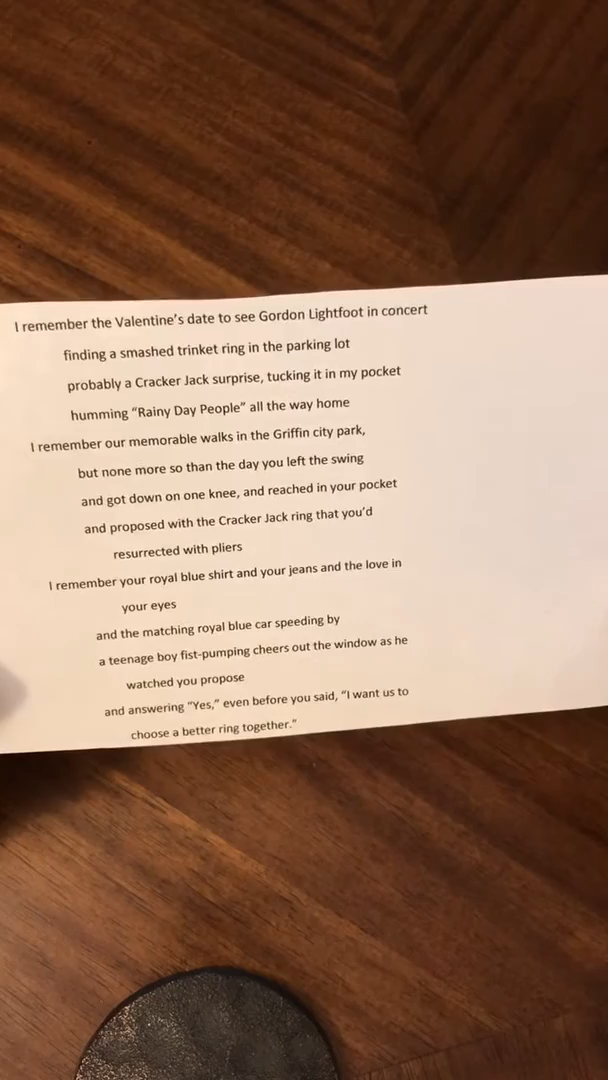 I remember the Valentine's date to see Gordon Lightfoot in concert
finding a smashed trinket ring in the parking lot
probably a Cracker Jack surprise, tucking it in my pocket
humming “Rainy Day People” all the way home
I remember our memorable walks in the Griffin city park,
but none more so than the day you left the swing
and got down on one knee, and reached in your pocket
and proposed with the Cracker Jack ring that you’d
resurrected with pliers
I remember your royal blue shirt and your jeans and the love in
your eyes
and the matching royal blue car speeding by
a teenage boy fist-pumping cheers out the window as he
watched you propose
and answering “Yes,” even before you said, “I want us to
choose a better ring together.”